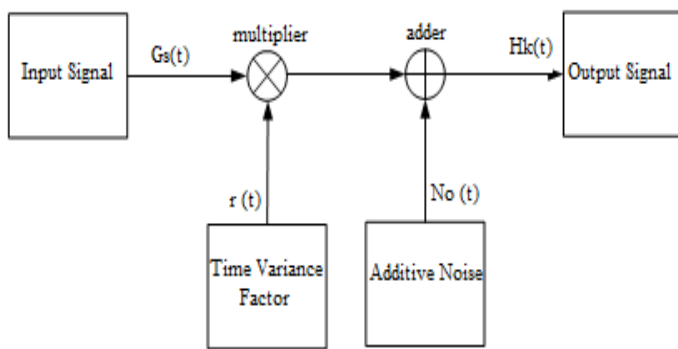 multiplier
adder
Input Signal
Gs(t)
Hk(t)
Output Signal
r (t)
No (t)
Time Variance
Factor
Additive Noise